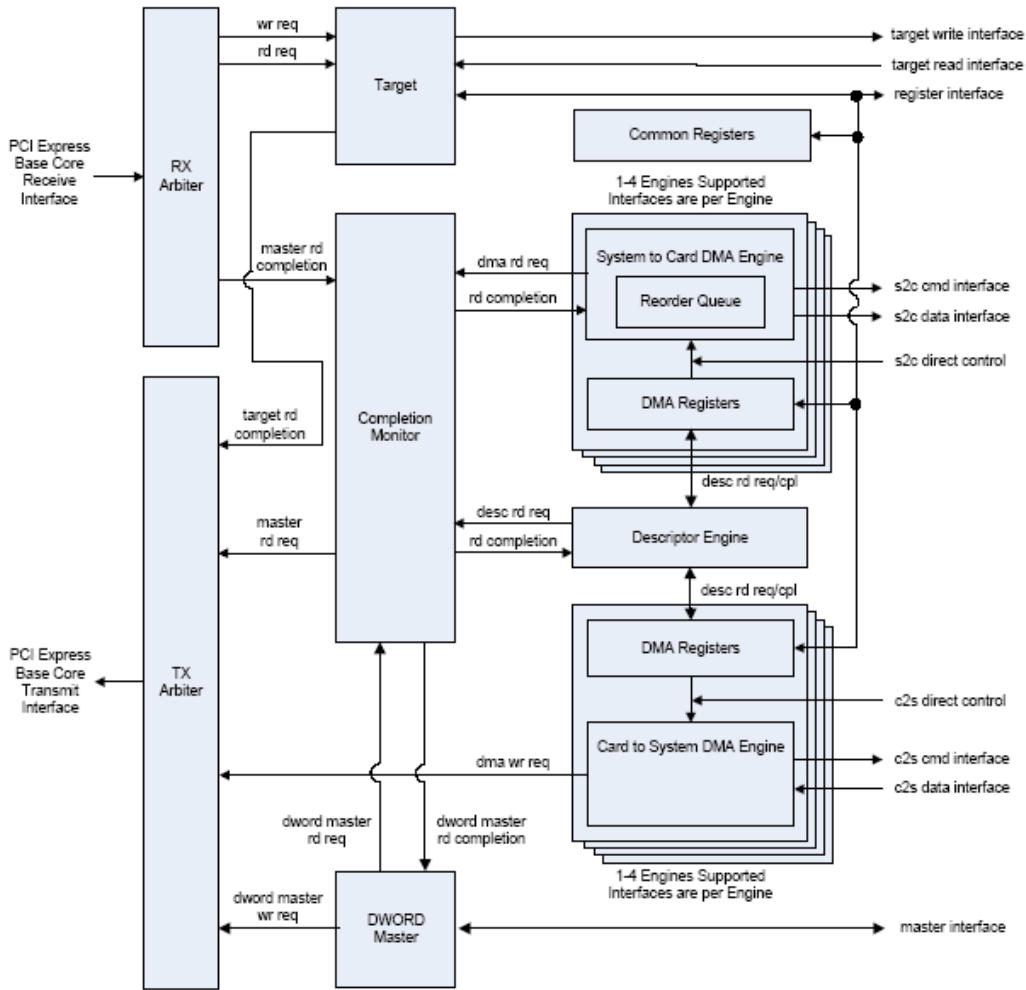 wr req
rd req
Target
target write interface
target read interface
register interface
Common Registers
PCI Express
Base Core
Receive
Interface
RX
Arbiter
1-4 Engines Supported
Interfaces are per Engine
master rd
completion
dma rd req
rd completion
System to Card DMA Engine
Reorder Queue
s2c cmd interface
s2c data interface
s2c direct control
DMA Registers
target rd
completion
Completion
Monitor
desc rd req/cpl
master
rd req
desc rd req
rd completion
Descriptor Engine
desc rd req/cpl
PCI Express
Base Core
Transmit
Interface
TX
Arbiter
DMA Registers
c2s direct control
Card to System DMA Engine
dma wr req
c2s cmd interface
c2s data interface
dword master
rd req
dword master
rd completion
1-4 Engines Supported
Interfaces are per Engine
dword master
wr req
DWORD
Master
master interface